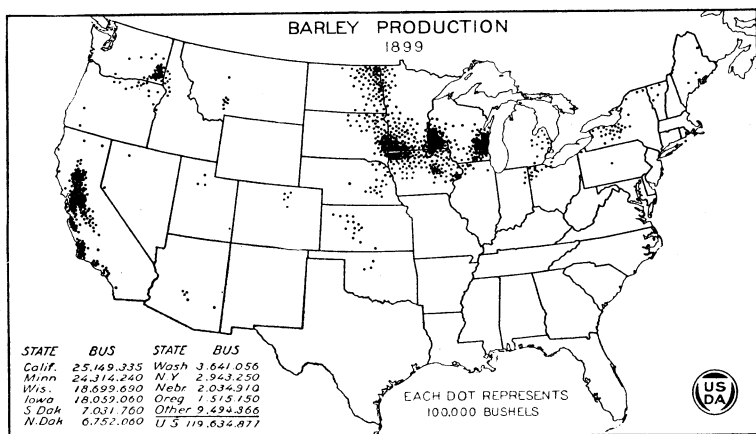 BARLEY PRODUCTION
1899
STATE BUS STATE BUS
Calif. 25.149.335 Wash 3.641.056
Minn 24.314.240 N.Y 2.943.250
Wis. 18.699.690 Nebr 2.034.910
Iowa 18.059.060 Oreg 1.515.150
S Dak 7.031.760 Other 9.494.366
N.Dak 6.752.060 U S 119.634.877
EACH DOT REPRESENTS
100,000 BUSHELS
US
DA